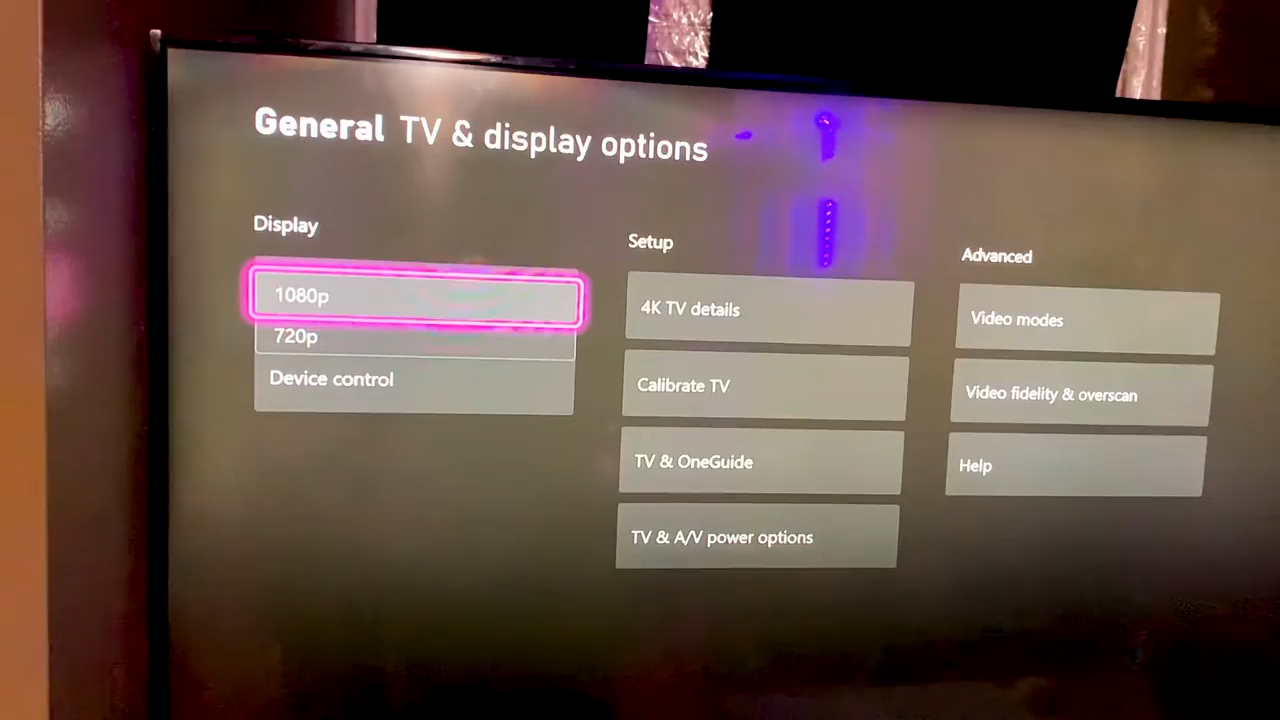 General TV & display options
Display
1080p
720p
Device control
Setup
4K TV details
Calibrate TV
TV & OneGuide
TV & A/V power options
Advanced
Video modes
Video fidelity & overscan
Help